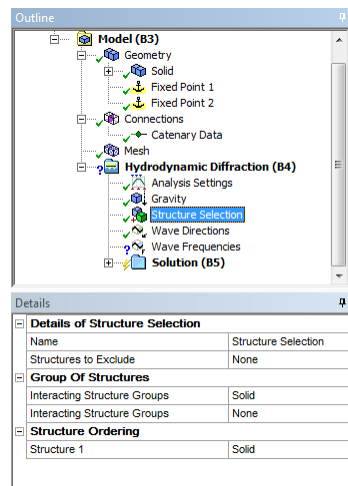 Outline
Model (B3)
Geometry
Solid
Fixed Point 1
Fixed Point 2
Connections
Catenary Data
Mesh
Hydrodynamic Diffraction (B4)
Analysis Settings
Gravity
Structure Selection
Wave Directions
Wave Frequencies
Solution (B5)
Details
Details of Structure Selection
Name Structure Selection
Structures to Exclude None
Group Of Structures
Interacting Structure Groups Solid
Interacting Structure Groups None
Structure Ordering
Structure 1 Solid